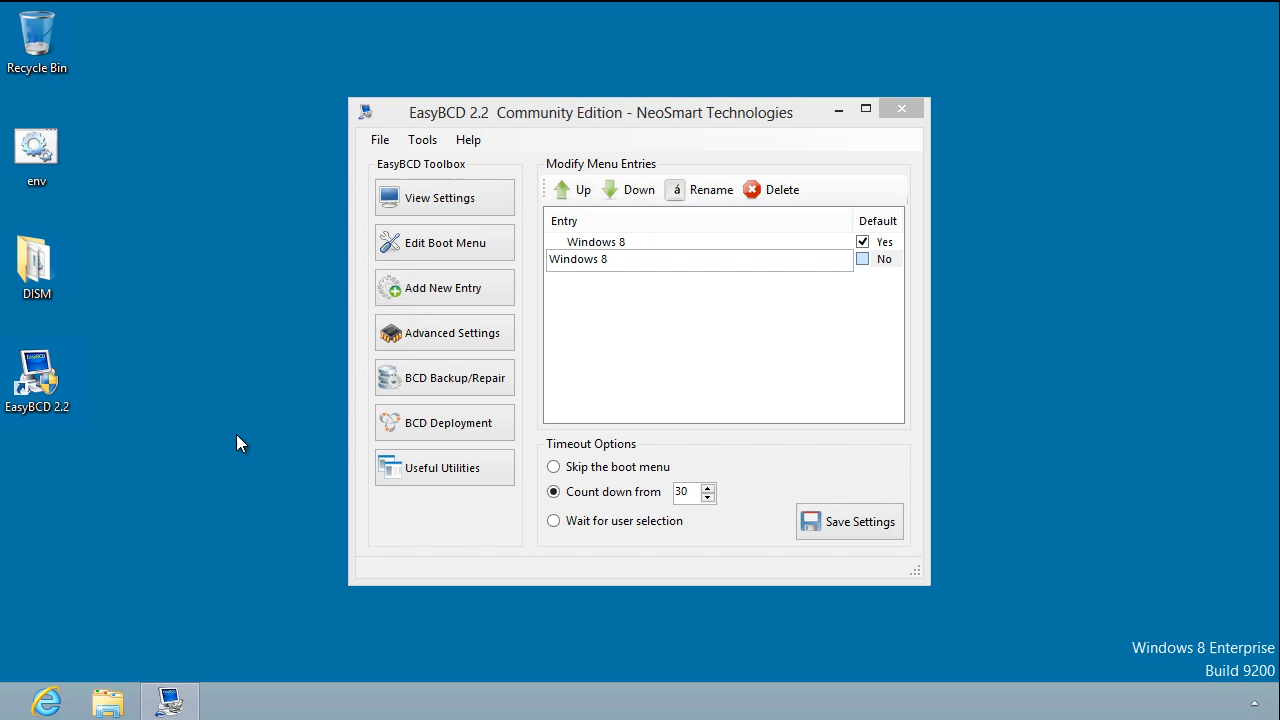 Recycle Bin
env
DISM
EasyBCD
EasyBCD 2.2
EasyBCD 2.2 Community Edition - NeoSmart Technologies
File Tools Help
EasyBCD Toolbox
View Settings
Edit Boot Menu
Add New Entry
Advanced Settings
BCD Backup/Repair
BCD Deployment
Useful Utilities
Modify Menu Entries
Up Down á Rename Delete
Entry Default
Windows 8 Yes
Windows 8 No
Timeout Options
Skip the boot menu
Count down from 30
Wait for user selection
Save Settings
Windows 8 Enterprise
Build 9200